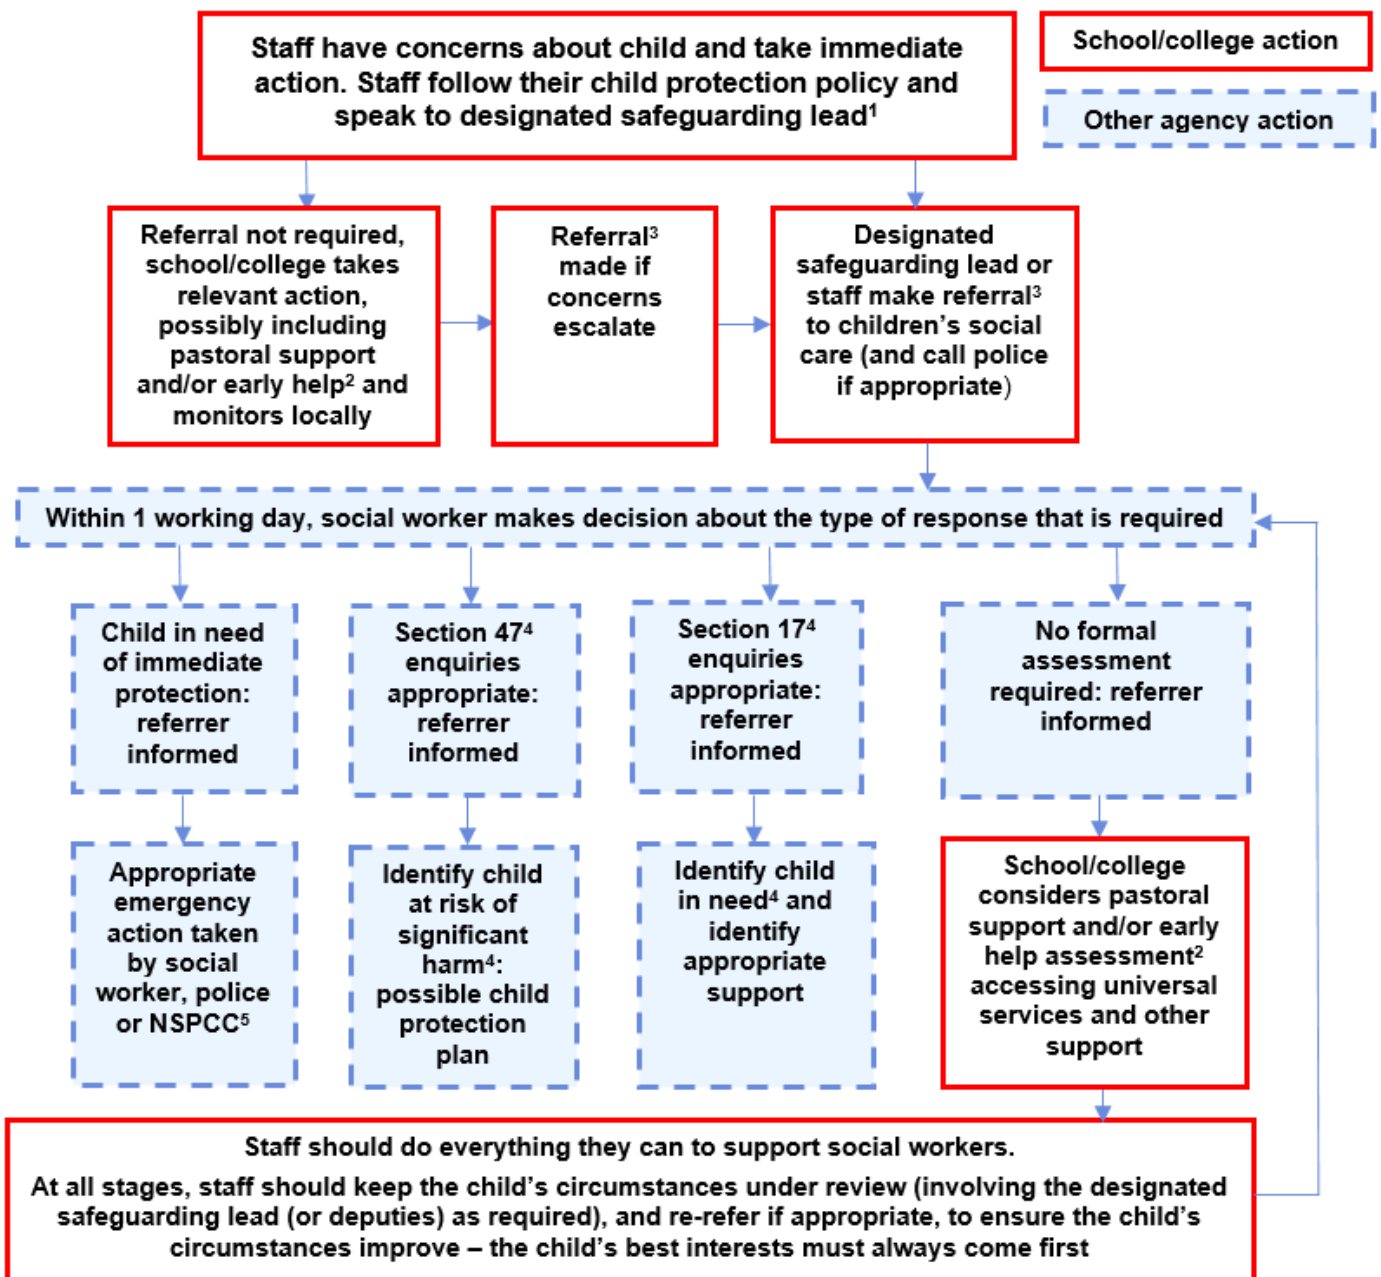 Staff have concerns about child and take immediate
action. Staff follow their child protection policy and
speak to designated safeguarding lead¹
School/college action
Other agency action
Referral not required,
school/college takes
relevant action,
possibly including
pastoral support
and/or early help² and
monitors locally
Referral³
made if
concerns
escalate
Designated
safeguarding lead or
staff make referral³
to children’s social
care (and call police
if appropriate)
Within 1 working day, social worker makes decision about the type of response that is required
Child in need
of immediate
protection:
referrer
informed
Section 47⁴
enquiries
appropriate:
referrer
informed
Section 17⁴
enquiries
appropriate:
referrer
informed
No formal
assessment
required: referrer
informed
Appropriate
emergency
action taken
by social
worker, police
or NSPCC⁵
Identify child
at risk of
significant
harm⁴:
possible child
protection
plan
Identify child
in need⁴ and
identify
appropriate
support
School/college
considers pastoral
support and/or early
help assessment²
accessing universal
services and other
support
Staff should do everything they can to support social workers.
At all stages, staff should keep the child’s circumstances under review (involving the designated
safeguarding lead (or deputies) as required), and re-refer if appropriate, to ensure the child’s
circumstances improve – the child’s best interests must always come first